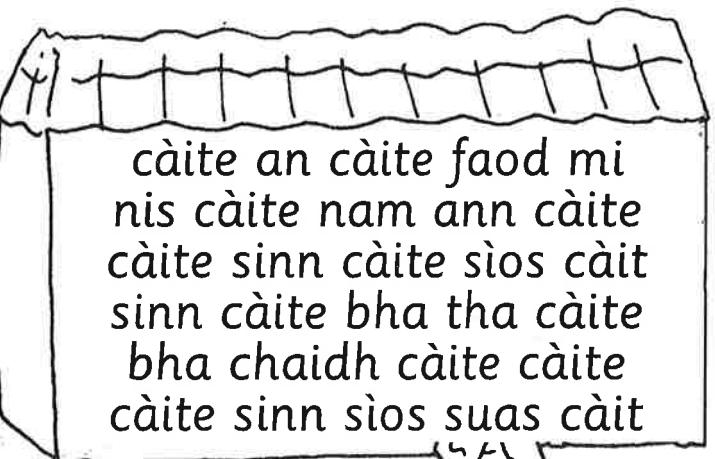 càite an càite faod mi
nis càite nam ann càite
càite sinn càite sìos càit
sinn càite bha tha càite
bha chaidh càite càite
càite sinn sìos suas càit